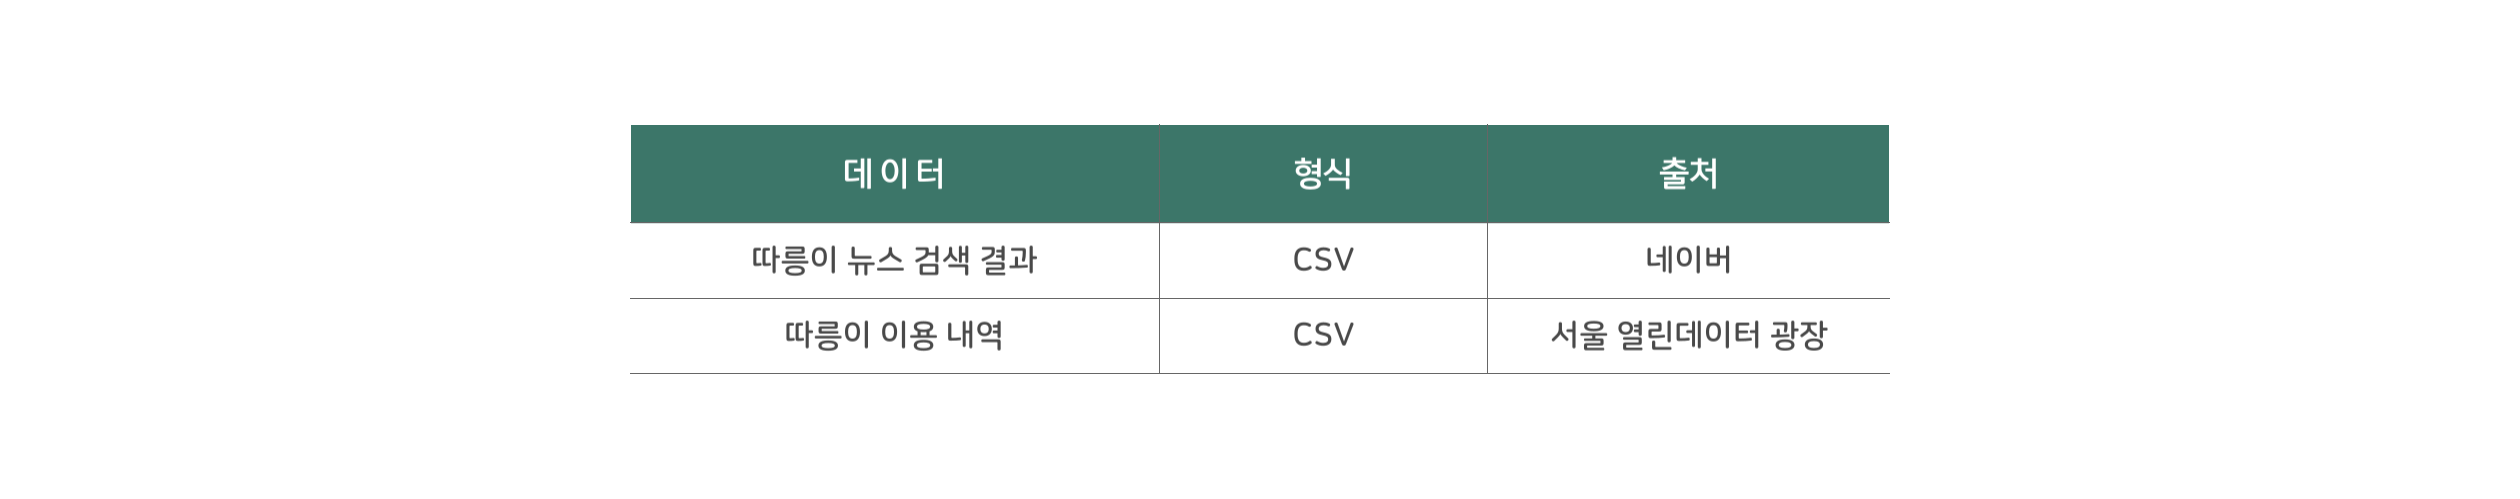 데이터 형식 출처
따릉이 뉴스 검색 결과 CSV 네이버
따릉이 이용 내역 CSV 서울 열린데이터 광장